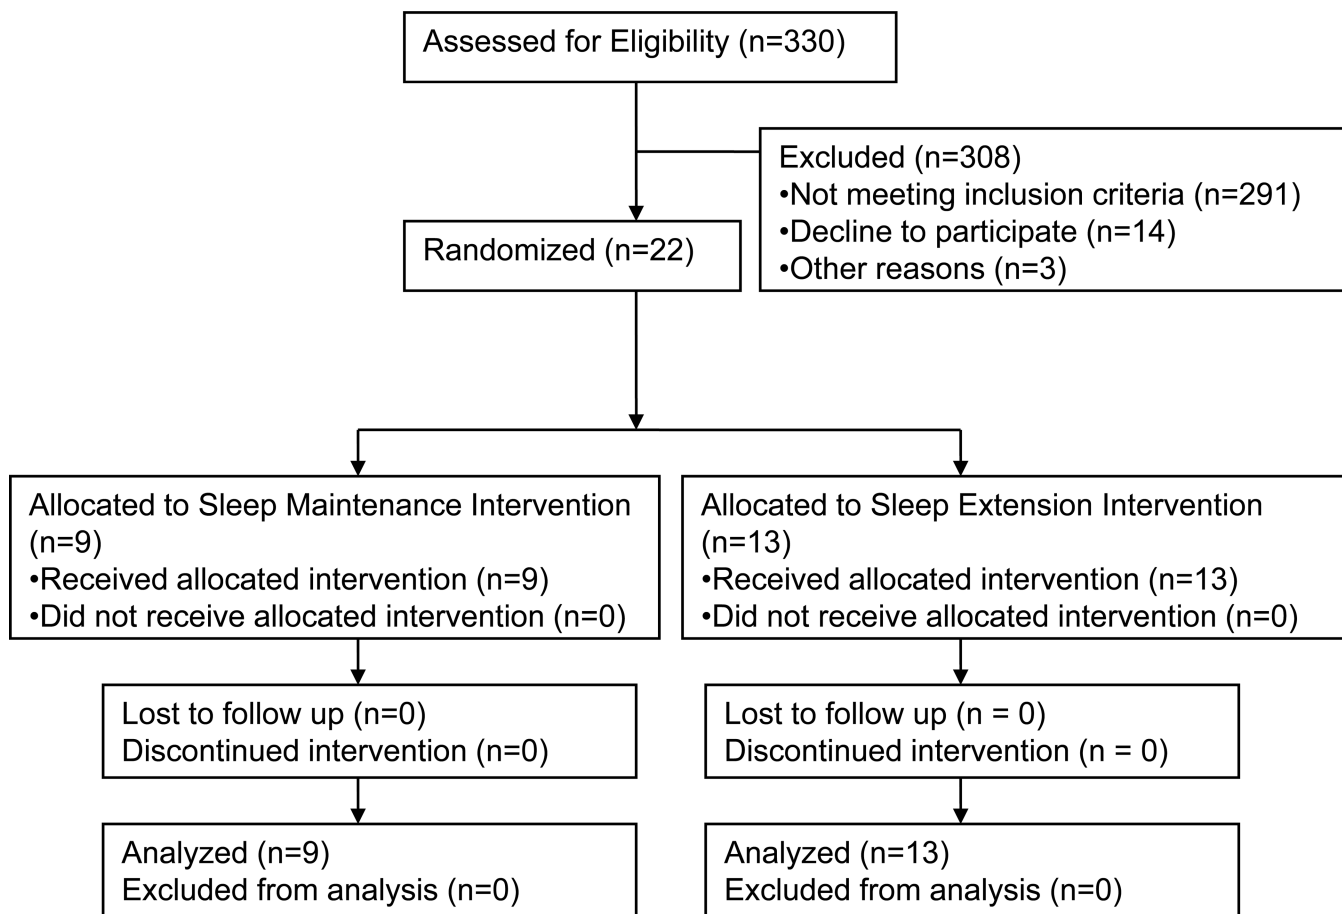 Assessed for Eligibility (n=330)
Excluded (n=308)
•Not meeting inclusion criteria (n=291)
•Decline to participate (n=14)
•Other reasons (n=3)
Randomized (n=22)
Allocated to Sleep Maintenance Intervention
(n=9)
•Received allocated intervention (n=9)
•Did not receive allocated intervention (n=0)
Allocated to Sleep Extension Intervention
(n=13)
•Received allocated intervention (n=13)
•Did not receive allocated intervention (n=0)
Lost to follow up (n=0)
Discontinued intervention (n=0)
Lost to follow up (n = 0)
Discontinued intervention (n = 0)
Analyzed (n=9)
Excluded from analysis (n=0)
Analyzed (n=13)
Excluded from analysis (n=0)